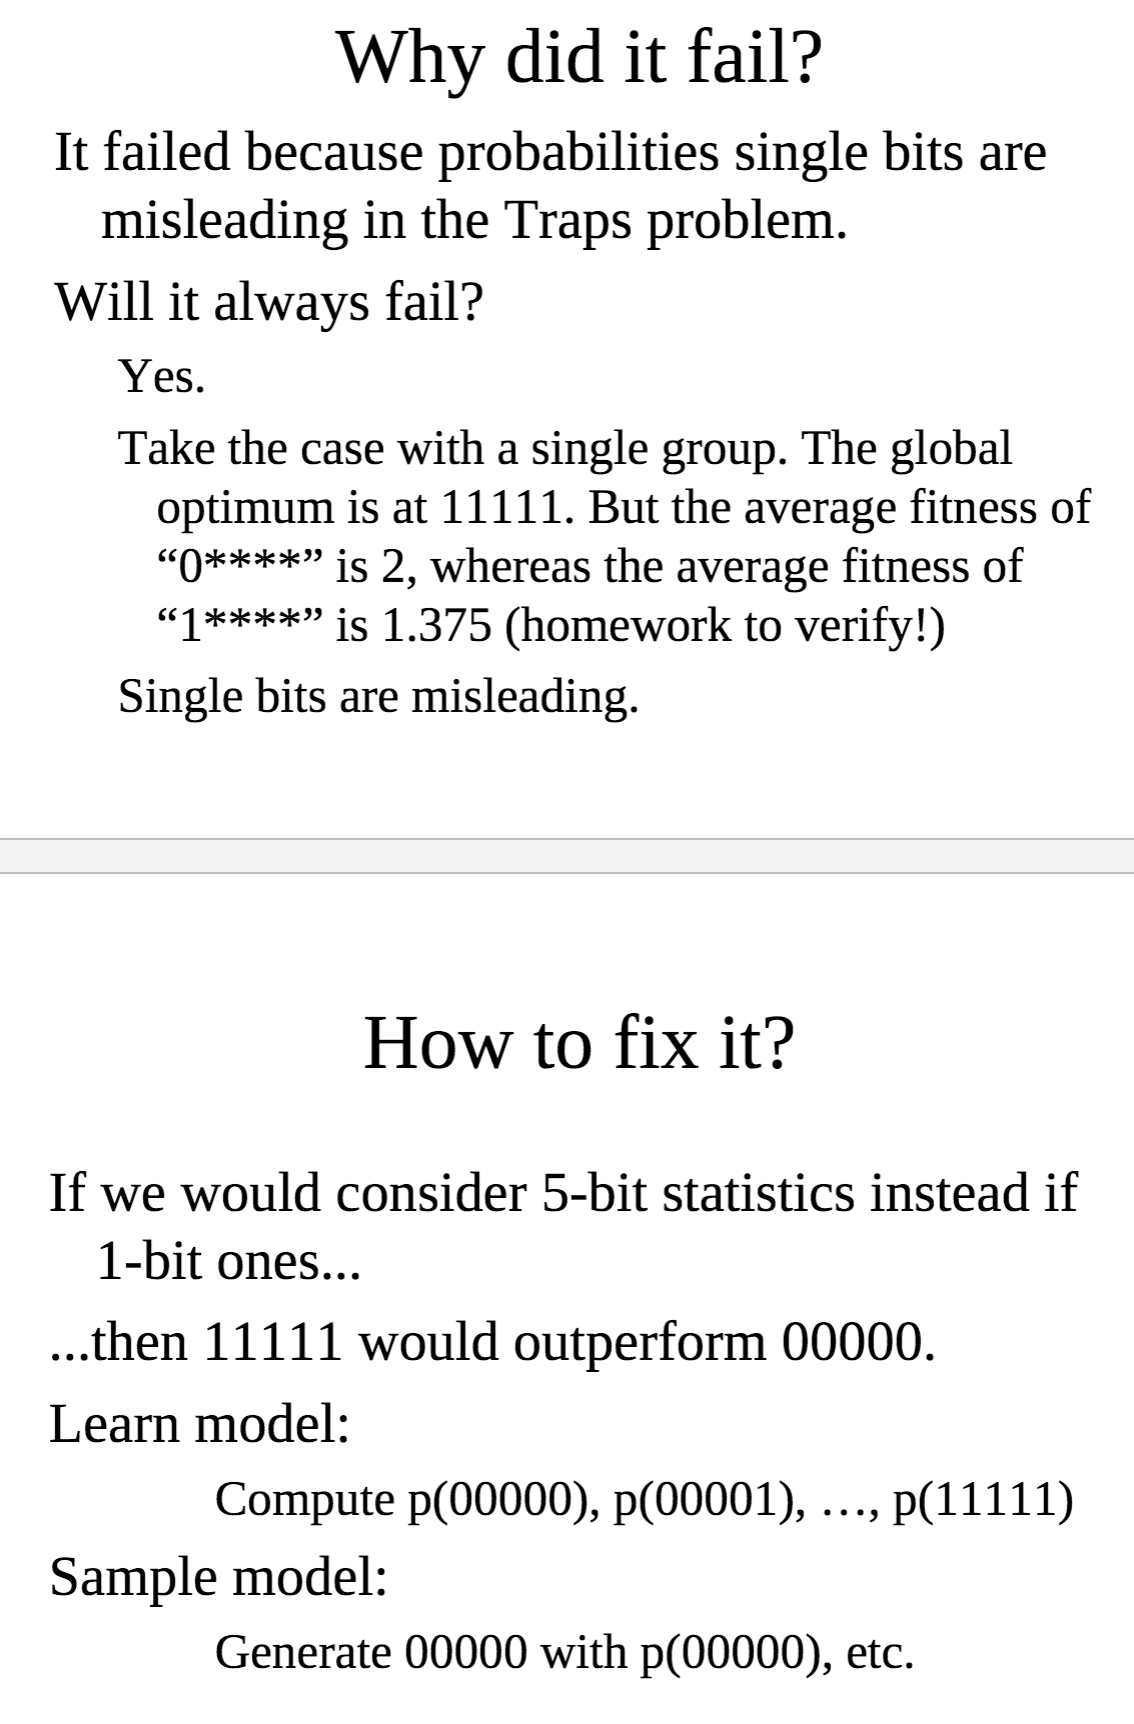 Why did it fail?
It failed because probabilities single bits are
misleading in the Traps problem.
Will it always fail?
Yes.
Take the case with a single group. The global
optimum is at 11111. But the average fitness of
“0****” is 2, whereas the average fitness of
“1****” is 1.375 (homework to verify!)
Single bits are misleading.
How to fix it?
If we would consider 5-bit statistics instead if
1-bit ones...
...then 11111 would outperform 00000.
Learn model:
Compute p(00000), p(00001), …, p(11111)
Sample model:
Generate 00000 with p(00000), etc.